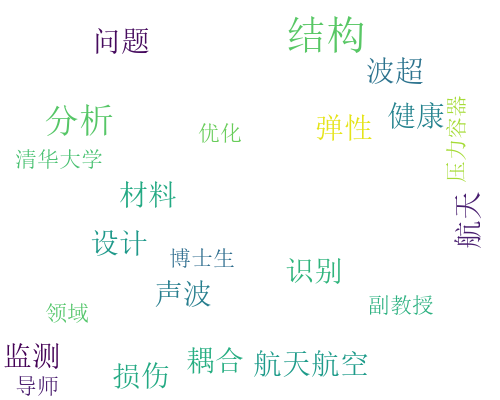 结构
问题
波超
健康
压力容器
分析
优化
弹性
清华大学
材料
航天
设计
博士生
识别
声波
副教授
领域
监测
耦合
航天航空
损伤
导师